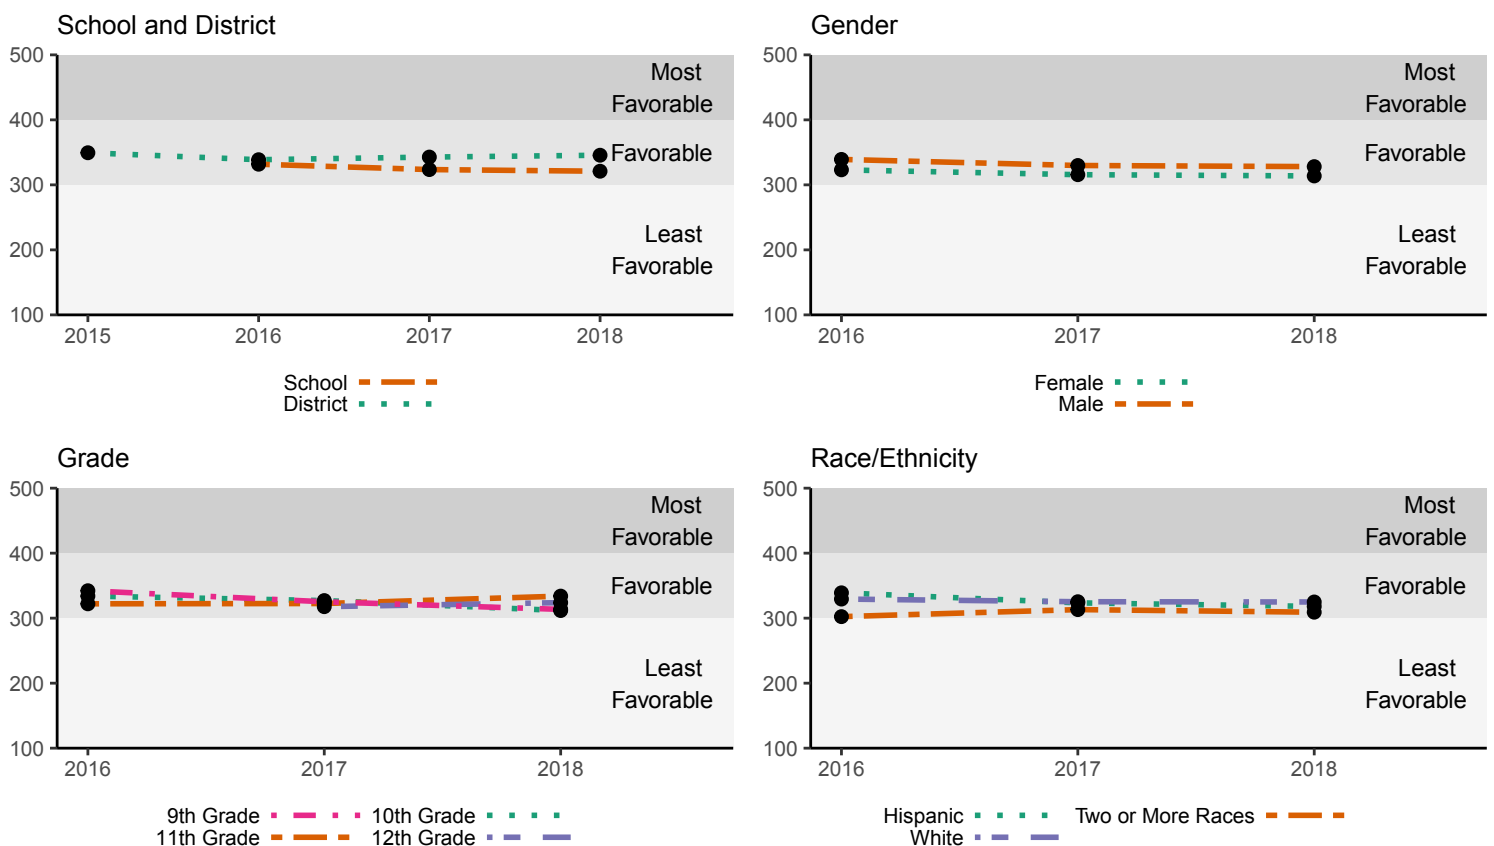 School and District
500
400
300
200
100
Most
Favorable
Favorable
Least
Favorable
2015 2016 2017 2018
School
District
Gender
500
400
300
200
100
Most
Favorable
Favorable
Least
Favorable
2016 2017 2018
Female
Male
Grade
500
400
300
200
100
Most
Favorable
Favorable
Least
Favorable
2016 2017 2018
9th Grade 10th Grade
11th Grade 12th Grade
Race/Ethnicity
500
400
300
200
100
Most
Favorable
Favorable
Least
Favorable
2016 2017 2018
Hispanic Two or More Races
White